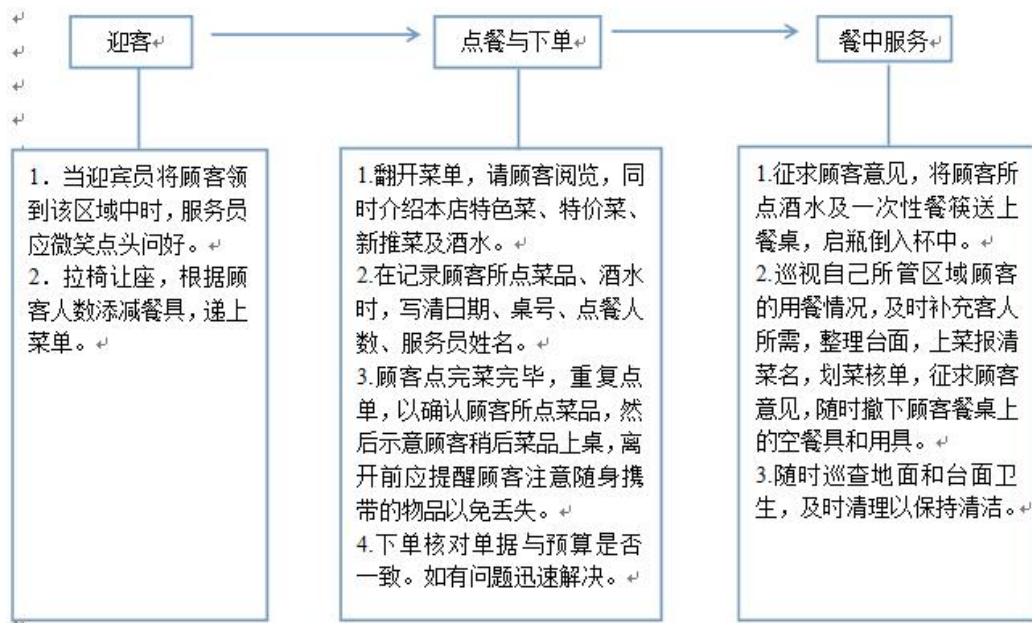 迎客
点餐与下单
餐中服务
1．当迎宾员将顾客领
到该区域中时，服务员
应微笑点头问好。
2．拉椅让座，根据顾
客人数添减餐具，递上
菜单。
1.翻开菜单，请顾客阅览，同
时介绍本店特色菜、特价菜、
新推菜及酒水。
2.在记录顾客所点菜品、酒水
时，写清日期、桌号、点餐人
数、服务员姓名。
3.顾客点完菜完毕，重复点
单，以确认顾客所点菜品，然
后示意顾客稍后菜品上桌，离
开前应提醒顾客注意随身携
带的物品以免丢失。
4.下单核对单据与预算是否
一致。如有问题迅速解决。
1.征求顾客意见，将顾客所
点酒水及一次性餐筷送上
餐桌，启瓶倒入杯中。
2.巡视自己所管区域顾客
的用餐情况，及时补充客人
所需，整理台面，上菜报清
菜名，划菜核单，征求顾客
意见，随时撤下顾客餐桌上
的空餐具和用具。
3.随时巡查地面和台面卫
生，及时清理以保持清洁。